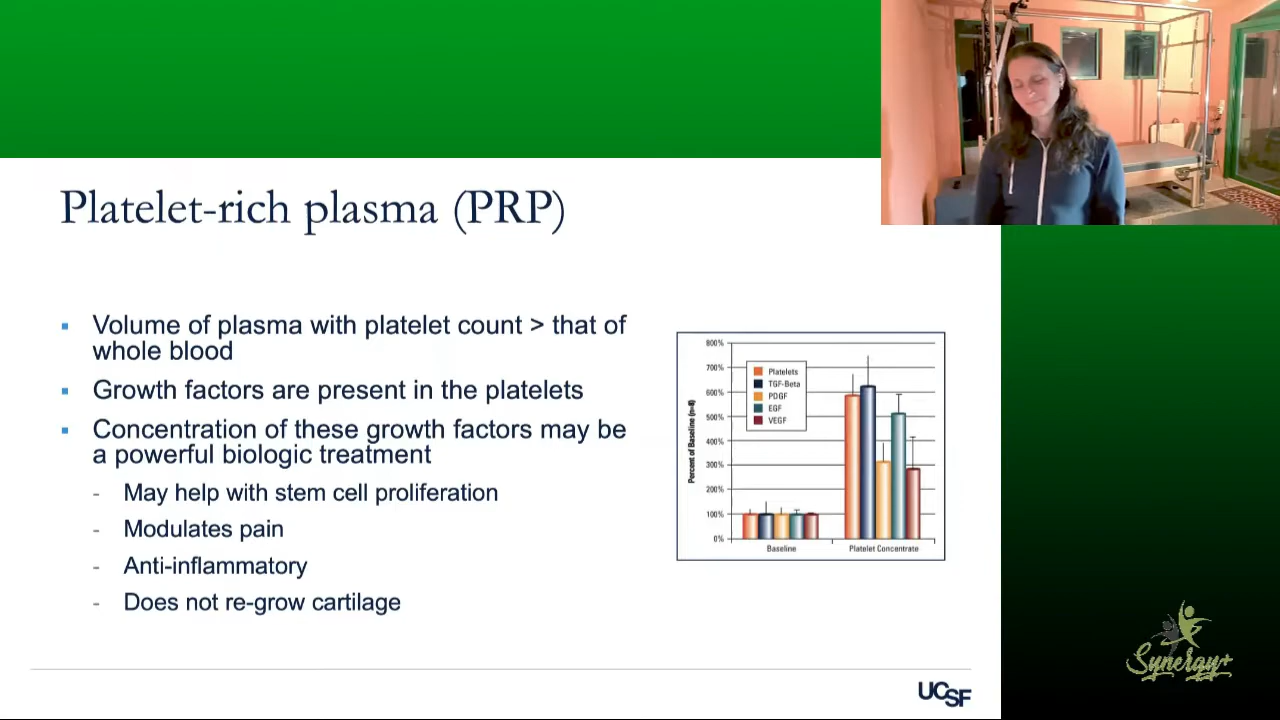 Platelet-rich plasma (PRP)
▪ Volume of plasma with platelet count > that of
whole blood
▪ Growth factors are present in the platelets
▪ Concentration of these growth factors may be
a powerful biologic treatment
- May help with stem cell proliferation
- Modulates pain
- Anti-inflammatory
- Does not re-grow cartilage
800%
700%
600%
500%
400%
300%
200%
100%
0%
Percent of Baseline (n=8)
Platelets
TGF-Beta
PDGF
EGF
VEGF
Baseline
Platelet Concentrate
UCSF
Synergy+